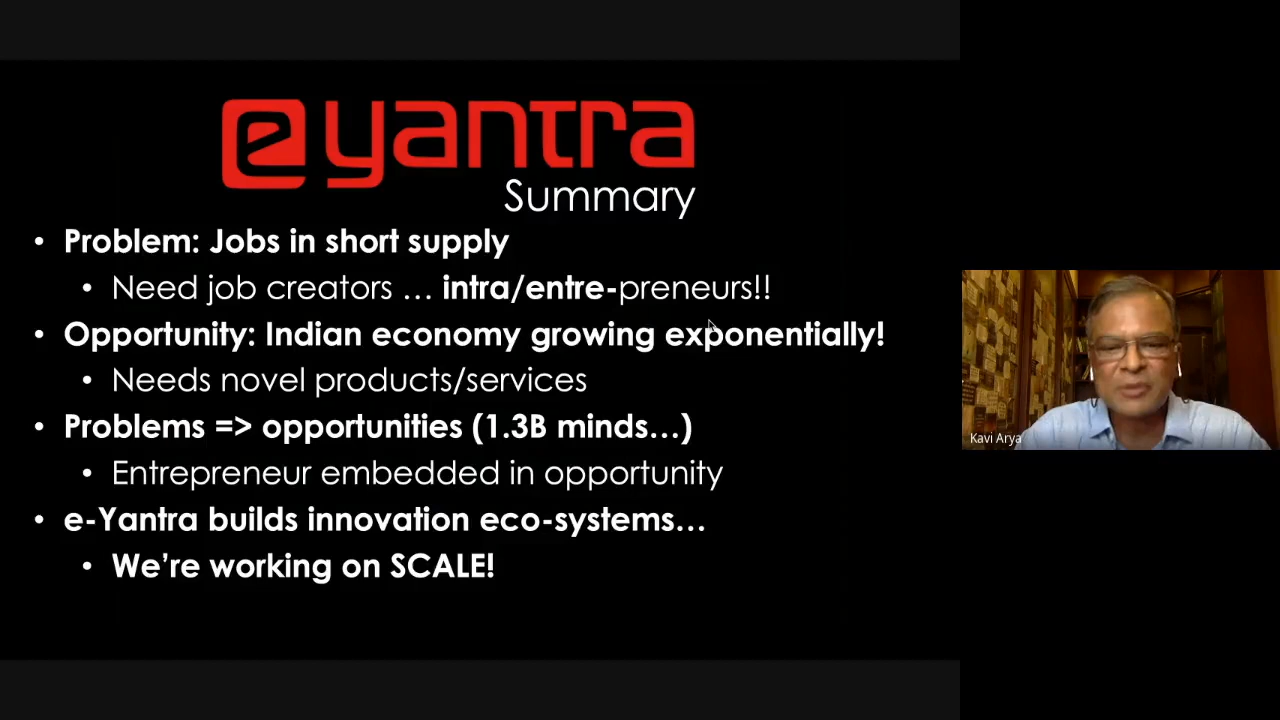 e yantra
Summary
• Problem: Jobs in short supply
• Need job creators … intra/entre-preneurs!!
• Opportunity: Indian economy growing exponentially!
• Needs novel products/services
• Problems => opportunities (1.3B minds…)
• Entrepreneur embedded in opportunity
• e-Yantra builds innovation eco-systems…
• We’re working on SCALE!
Kavi Arya